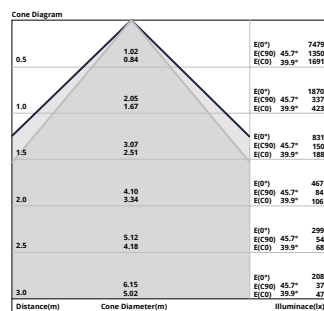 Cone Diagram
1.02 E(0°) 7479
0.5 0.84 E(C90) 45.7° 1350
E(C0) 39.9° 1691
2.05 E(0°) 1870
1.0 1.67 E(C90) 45.7° 337
E(C0) 39.9° 423
3.07 E(0°) 831
1.5 2.51 E(C90) 45.7° 150
E(C0) 39.9° 188
4.10 E(0°) 467
2.0 3.34 E(C90) 45.7° 84
E(C0) 39.9° 106
5.12 E(0°) 299
2.5 4.18 E(C90) 45.7° 54
E(C0) 39.9° 68
6.15 E(0°) 208
3.0 5.02 E(C90) 45.7° 37
E(C0) 39.9° 47
Distance(m) Cone Diameter(m) Illuminace(lx)